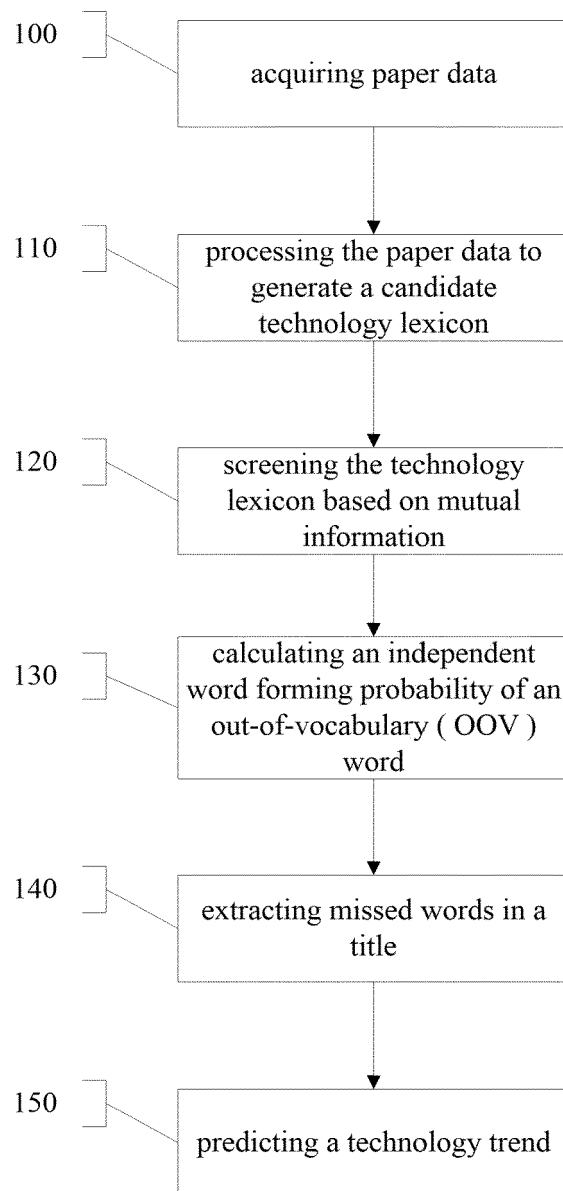 100
acquiring paper data
110
processing the paper data to
generate a candidate
technology lexicon
120
screening the technology
lexicon based on mutual
information
130
calculating an independent
word forming probability of an
out-of-vocabulary ( OOV )
word
140
extracting missed words in a
title
150
predicting a technology trend